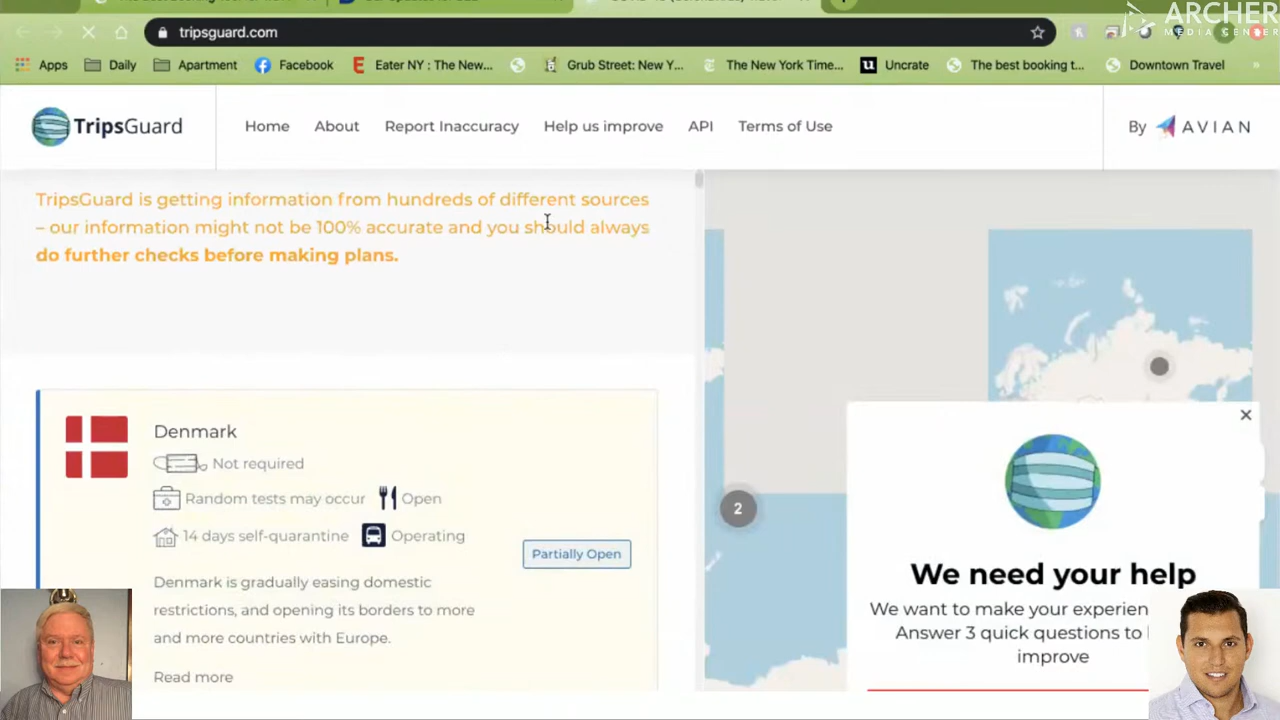 ARCHER
MEDIA CENTER
tripsguard.com
Apps Daily Apartment Facebook Eater NY : The New... Grub Street: New Y... The New York Time... Uncrate The best booking t... Downtown Travel »
TripsGuard Home About Report Inaccuracy Help us improve API Terms of Use By AVIAN
TripsGuard is getting information from hundreds of different sources
– our information might not be 100% accurate and you should always
do further checks before making plans.
Denmark
Not required
Random tests may occur Open
14 days self-quarantine Operating
Partially Open
Denmark is gradually easing domestic
restrictions, and opening its borders to more
and more countries with Europe.
Read more
2
We need your help
We want to make your experien
Answer 3 quick questions to
improve